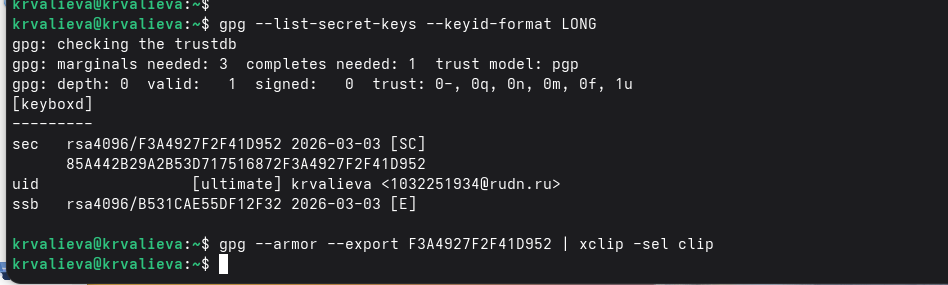 krvalieva@krvalieva:~$
krvalieva@krvalieva:~$ gpg --list-secret-keys --keyid-format LONG
gpg: checking the trustdb
gpg: marginals needed: 3  completes needed: 1  trust model: pgp
gpg: depth: 0  valid:   1  signed:   0  trust: 0-, 0q, 0n, 0m, 0f, 1u
[keyboxd]
---------
sec   rsa4096/F3A4927F2F41D952 2026-03-03 [SC]
      85A442B29A2B53D717516872F3A4927F2F41D952
uid                 [ultimate] krvalieva <1032251934@rudn.ru>
ssb   rsa4096/B531CAE55DF12F32 2026-03-03 [E]
krvalieva@krvalieva:~$ gpg --armor --export F3A4927F2F41D952 | xclip -sel clip
krvalieva@krvalieva:~$